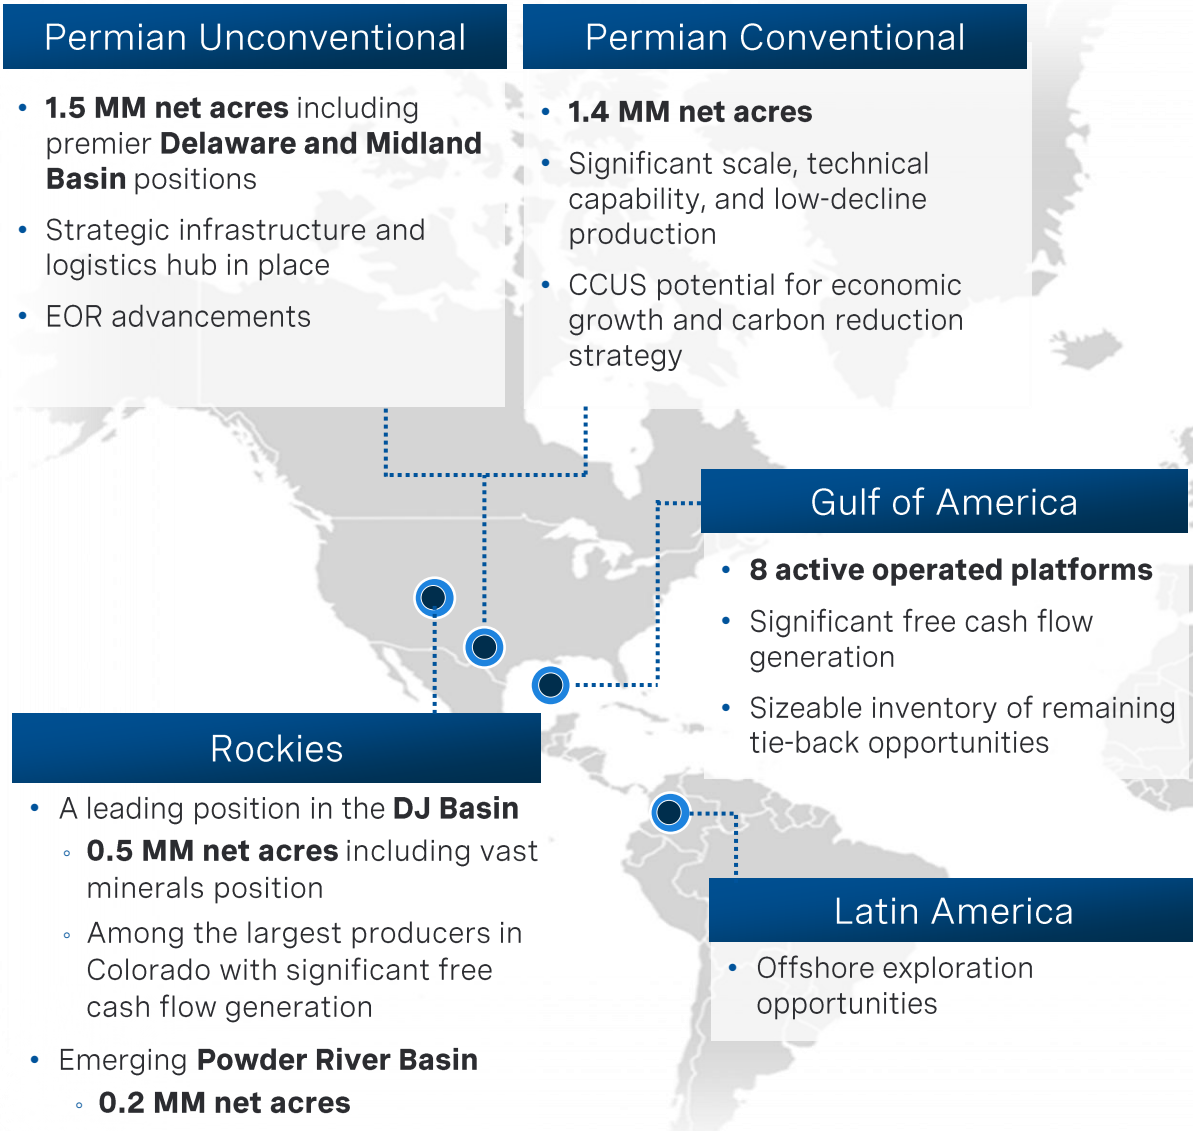 Permian Unconventional
• 1.5 MM net acres including
premier Delaware and Midland
Basin positions
• Strategic infrastructure and
logistics hub in place
• EOR advancements
Permian Conventional
• 1.4 MM net acres
• Significant scale, technical
capability, and low-decline
production
• CCUS potential for economic
growth and carbon reduction
strategy
Gulf of America
• 8 active operated platforms
• Significant free cash flow
generation
• Sizeable inventory of remaining
tie-back opportunities
Rockies
• A leading position in the DJ Basin
◦ 0.5 MM net acres including vast
minerals position
◦ Among the largest producers in
Colorado with significant free
cash flow generation
• Emerging Powder River Basin
◦ 0.2 MM net acres
Latin America
• Offshore exploration
opportunities